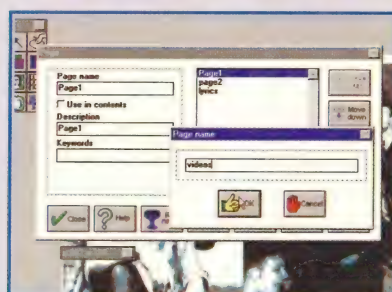 Page
Page name
Page1
Use in contents
Description
Page1
Keywords
Page1
page2
lyrics
Move down
Page name
videos
OK
Cancel
Close
Help